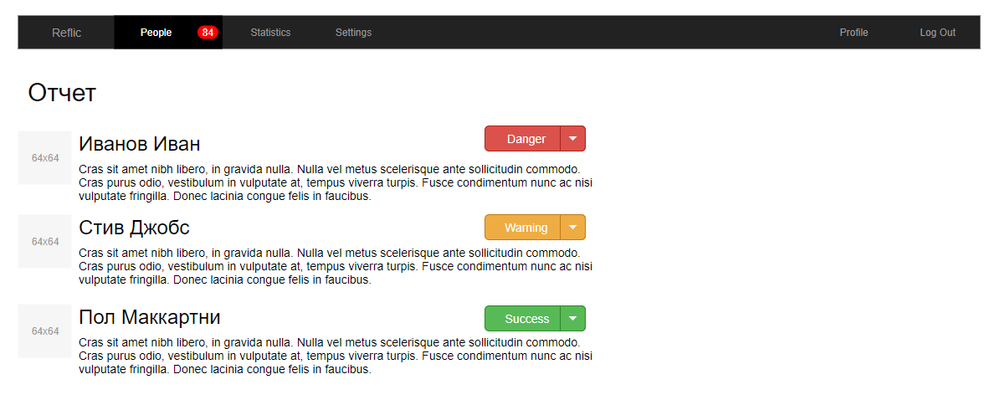 Reflic People 84 Statistics Settings Profile Log Out
Отчет
64x64
Иванов Иван
Danger
Cras sit amet nibh libero, in gravida nulla. Nulla vel metus scelerisque ante sollicitudin commodo.
Cras purus odio, vestibulum in vulputate at, tempus viverra turpis. Fusce condimentum nunc ac nisi
vulputate fringilla. Donec lacinia congue felis in faucibus.
64x64
Стив Джобс
Warning
Cras sit amet nibh libero, in gravida nulla. Nulla vel metus scelerisque ante sollicitudin commodo.
Cras purus odio, vestibulum in vulputate at, tempus viverra turpis. Fusce condimentum nunc ac nisi
vulputate fringilla. Donec lacinia congue felis in faucibus.
64x64
Пол Маккартни
Success
Cras sit amet nibh libero, in gravida nulla. Nulla vel metus scelerisque ante sollicitudin commodo.
Cras purus odio, vestibulum in vulputate at, tempus viverra turpis. Fusce condimentum nunc ac nisi
vulputate fringilla. Donec lacinia congue felis in faucibus.